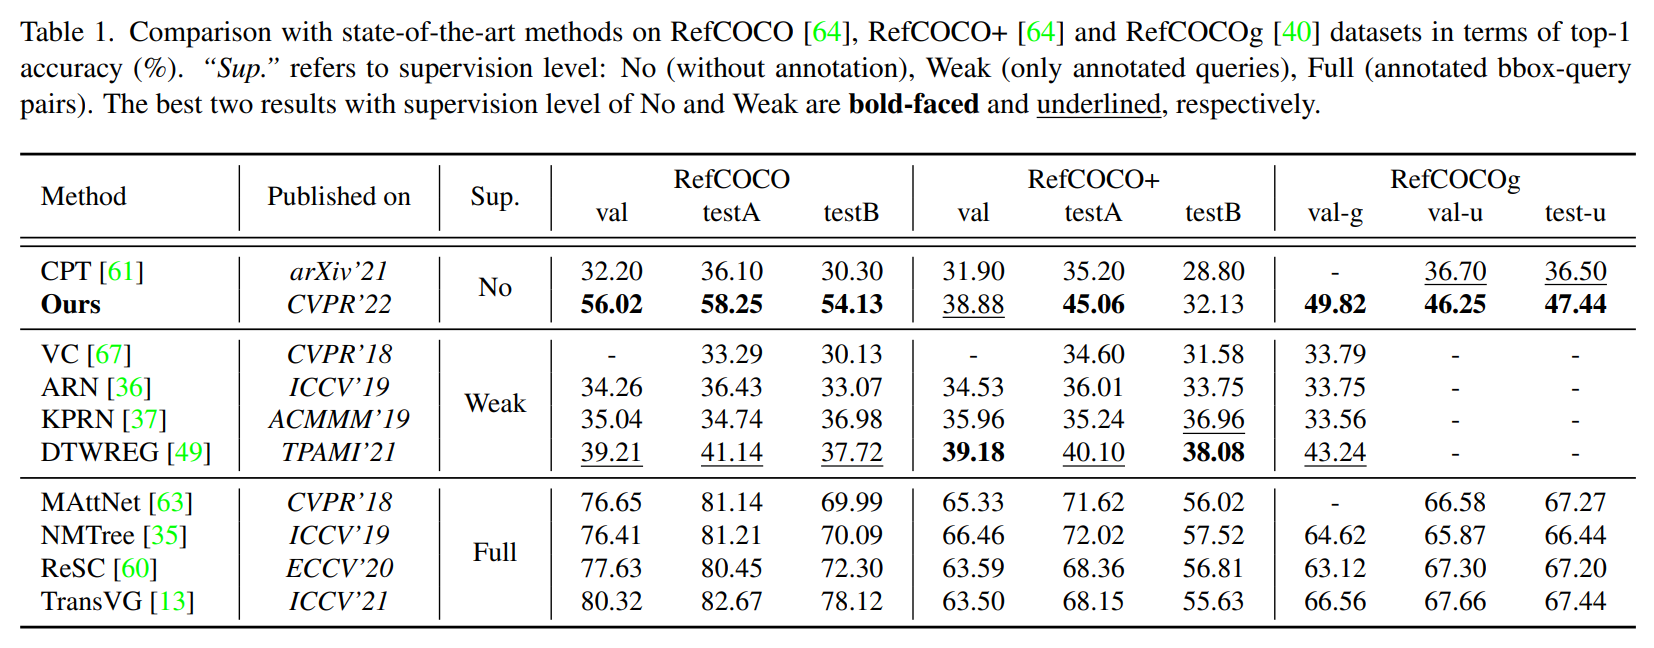 Table 1. Comparison with state-of-the-art methods on RefCOCO [64], RefCOCO+ [64] and RefCOCOg [40] datasets in terms of top-1
accuracy (%). “Sup.” refers to supervision level: No (without annotation), Weak (only annotated queries), Full (annotated bbox-query
pairs). The best two results with supervision level of No and Weak are bold-faced and underlined, respectively.
Method Published on Sup. RefCOCO RefCOCO+ RefCOCOg
val testA testB val testA testB val-g val-u test-u
CPT [61] arXiv’21 No 32.20 36.10 30.30 31.90 35.20 28.80 - 36.70 36.50
Ours CVPR’22 56.02 58.25 54.13 38.88 45.06 32.13 49.82 46.25 47.44
VC [67] CVPR’18 Weak - 33.29 30.13 - 34.60 31.58 33.79 - -
ARN [36] ICCV’19 34.26 36.43 33.07 34.53 36.01 33.75 33.75 - -
KPRN [37] ACMMM’19 35.04 34.74 36.98 35.96 35.24 36.96 33.56 - -
DTWREG [49] TPAMI’21 39.21 41.14 37.72 39.18 40.10 38.08 43.24 - -
MAttNet [63] CVPR’18 Full 76.65 81.14 69.99 65.33 71.62 56.02 - 66.58 67.27
NMTree [35] ICCV’19 76.41 81.21 70.09 66.46 72.02 57.52 64.62 65.87 66.44
ReSC [60] ECCV’20 77.63 80.45 72.30 63.59 68.36 56.81 63.12 67.30 67.20
TransVG [13] ICCV’21 80.32 82.67 78.12 63.50 68.15 55.63 66.56 67.66 67.44